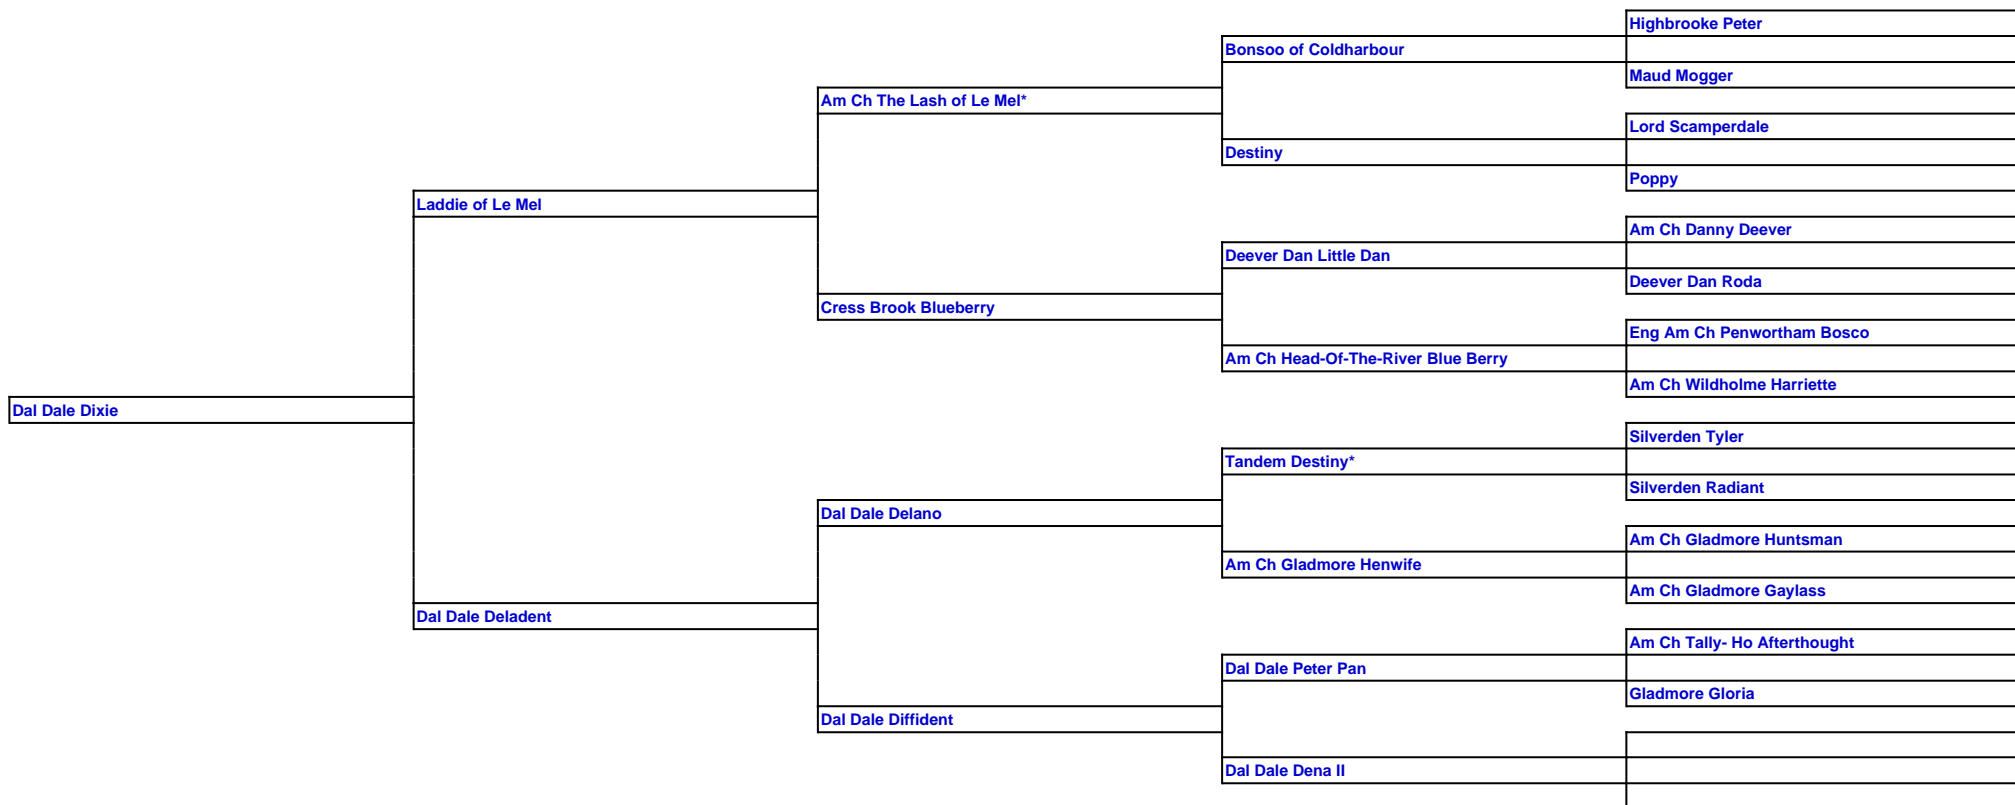 Highbrooke Peter
Bonsoo of Coldharbour
Maud Mogger
Am Ch The Lash of Le Mel*
Lord Scamperdale
Destiny
Poppy
Laddie of Le Mel
Am Ch Danny Deever
Deever Dan Little Dan
Deever Dan Roda
Cress Brook Blueberry
Eng Am Ch Penwortham Bosco
Am Ch Head-Of-The-River Blue Berry
Am Ch Wildholme Harriette
Dal Dale Dixie
Silverden Tyler
Tandem Destiny*
Silverden Radiant
Dal Dale Delano
Am Ch Gladmore Huntsman
Am Ch Gladmore Henwife
Am Ch Gladmore Gaylass
Dal Dale Deladent
Am Ch Tally- Ho Afterthought
Dal Dale Peter Pan
Gladmore Gloria
Dal Dale Diffident
Dal Dale Dena II